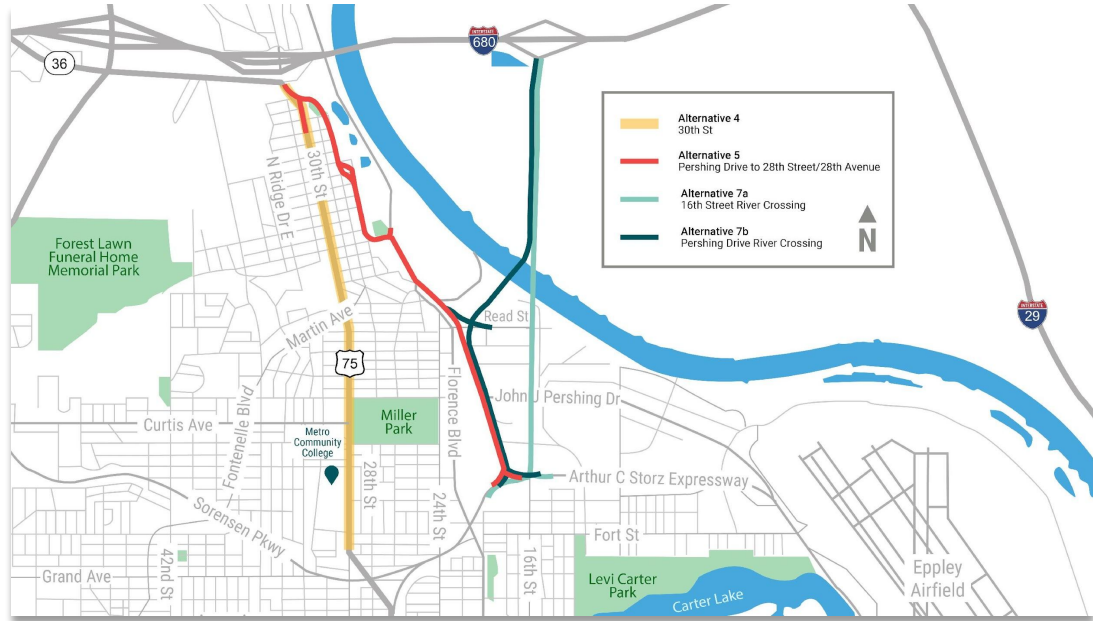 INTERSTATE
680
36
Alternative 4
30th St
Alternative 5
Pershing Drive to 28th Street/28th Avenue
Alternative 7a
16th Street River Crossing
Alternative 7b
Pershing Drive River Crossing
N
N Ridge Dr E
30th St
Forest Lawn
Funeral Home
Memorial Park
INTERSTATE
29
Martin Ave
Read St
75
Fontenelle Blvd
Florence Blvd
John J Pershing Dr
Curtis Ave
Miller
Park
Metro
Community
College
28th St
24th St
Arthur C Storz Expressway
Sorensen Pkwy
Fort St
42nd St
16th St
Grand Ave
Levi Carter
Park
Carter Lake
Eppley
Airfield